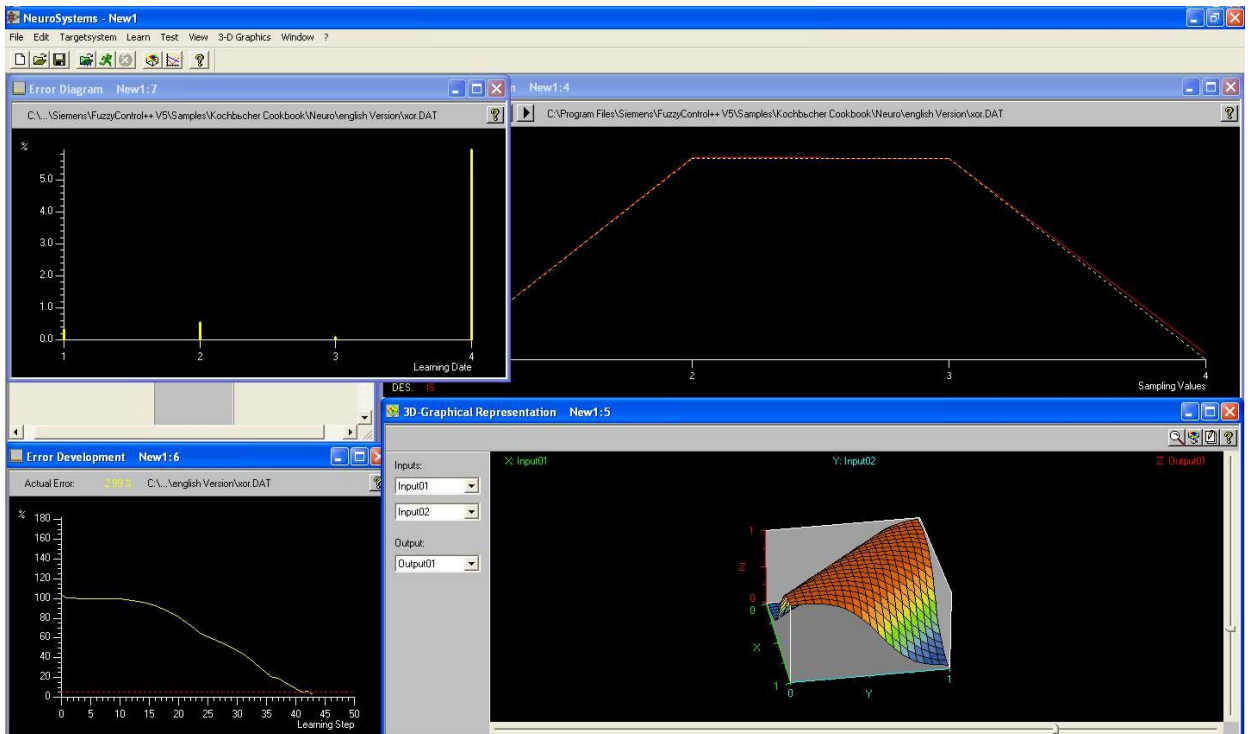 NeuroSystems - New1
File Edit Targetsystem Learn Test View 3-D Graphics Window ?
Error Diagram New1:7
C:\...\Siemens\FuzzyControl++ V5\Samples\Kochbьcher Cookbook\Neuro\english Version\xor.DAT
%
5.0
4.0
3.0
2.0
1.0
0.0
1 2 3 4
Learning Date
n New1:4
C:\Program Files\Siemens\FuzzyControl++ V5\Samples\Kochbьcher Cookbook\Neuro\english Version\xor.DAT
2 3 4
DES. IS Sampling Values
Error Development New1:6
Actual Error: 2.99 % C:\...\english Version\xor.DAT
%
180
160
140
120
100
80
60
40
20
0
0 5 10 15 20 25 30 35 40 45 50
Learning Step
3D-Graphical Representation New1:5
Inputs:
Input01
Input02
Output:
Output01
X: Input01 Y: Input02 Z: Output01
1
Z
0
0
X
1
0
Y
1